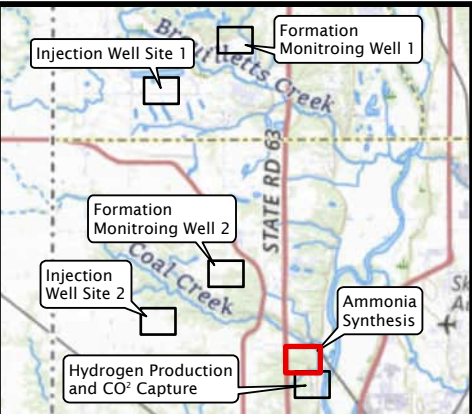 Formation
Monitroing Well 1
Injection Well Site 1
Creek
STATE RD 63
Formation
Monitroing Well 2
Coal Creek
Injection
Well Site 2
Ammonia
Synthesis
Hydrogen Production
and CO² Capture